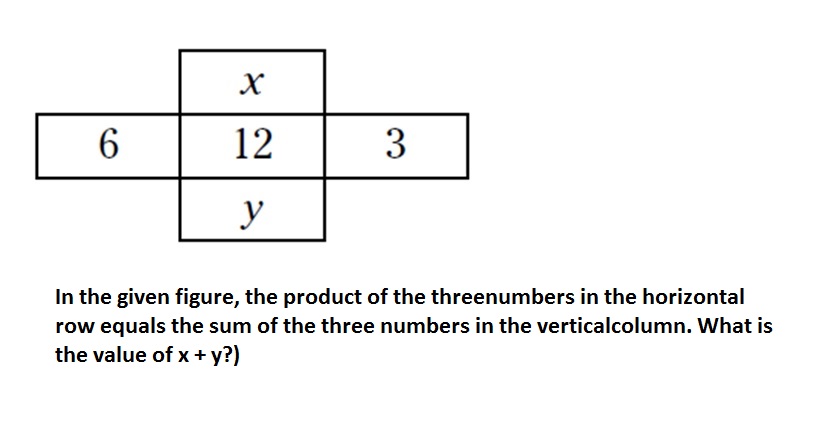 x
6 12 3
y
In the given figure, the product of the threenumbers in the horizontal
row equals the sum of the three numbers in the verticalcolumn. What is
the value of x + y?)